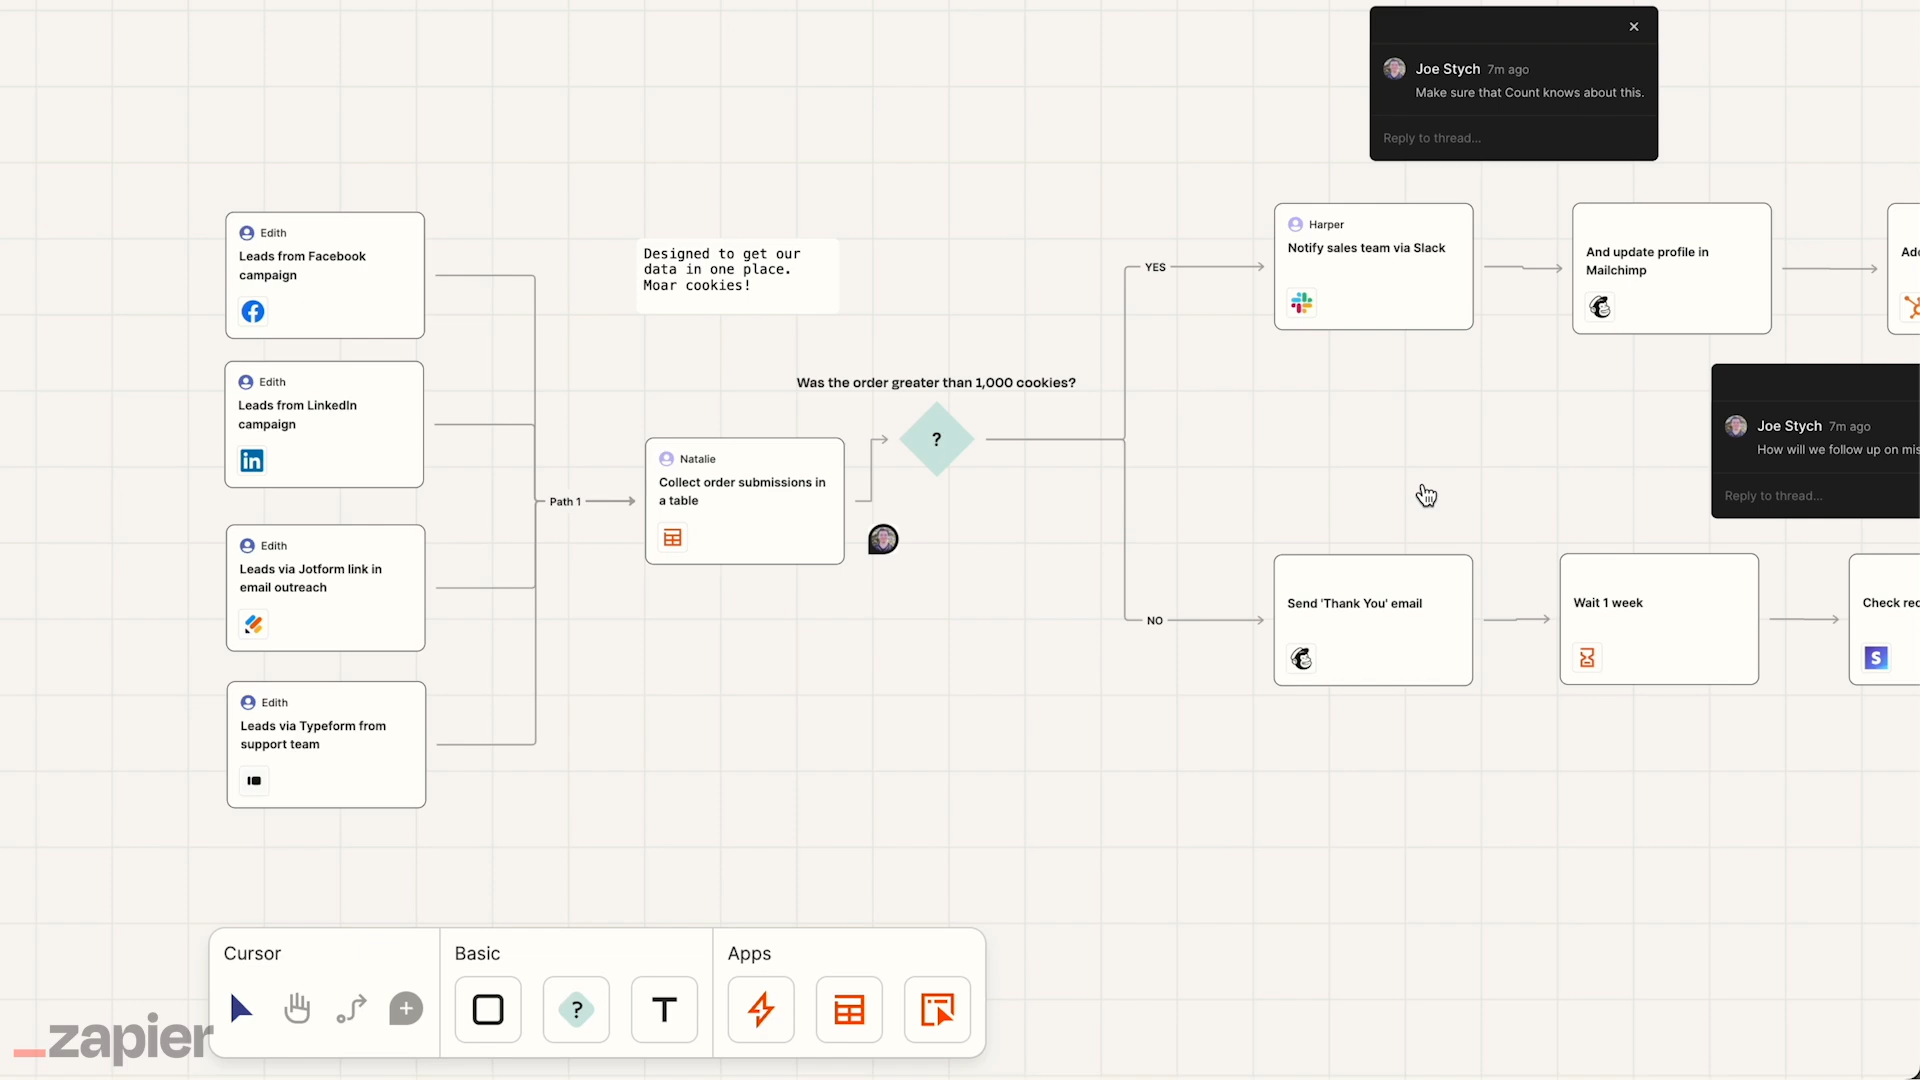 Joe Stych 7m ago
Make sure that Count knows about this.
Reply to thread...
Edith
Leads from Facebook
campaign
Edith
Leads from LinkedIn
campaign
Edith
Leads via Jotform link in
email outreach
Edith
Leads via Typeform from
support team
Designed to get our
data in one place.
Moar cookies!
Path 1
Natalie
Collect order submissions in
a table
Was the order greater than 1,000 cookies?
?
YES
Harper
Notify sales team via Slack
And update profile in
Mailchimp
Joe Stych 7m ago
How will we follow up on
Reply to thread...
NO
Send 'Thank You' email
Wait 1 week
Check
S
Cursor
Basic
Apps
?
T
_zapier